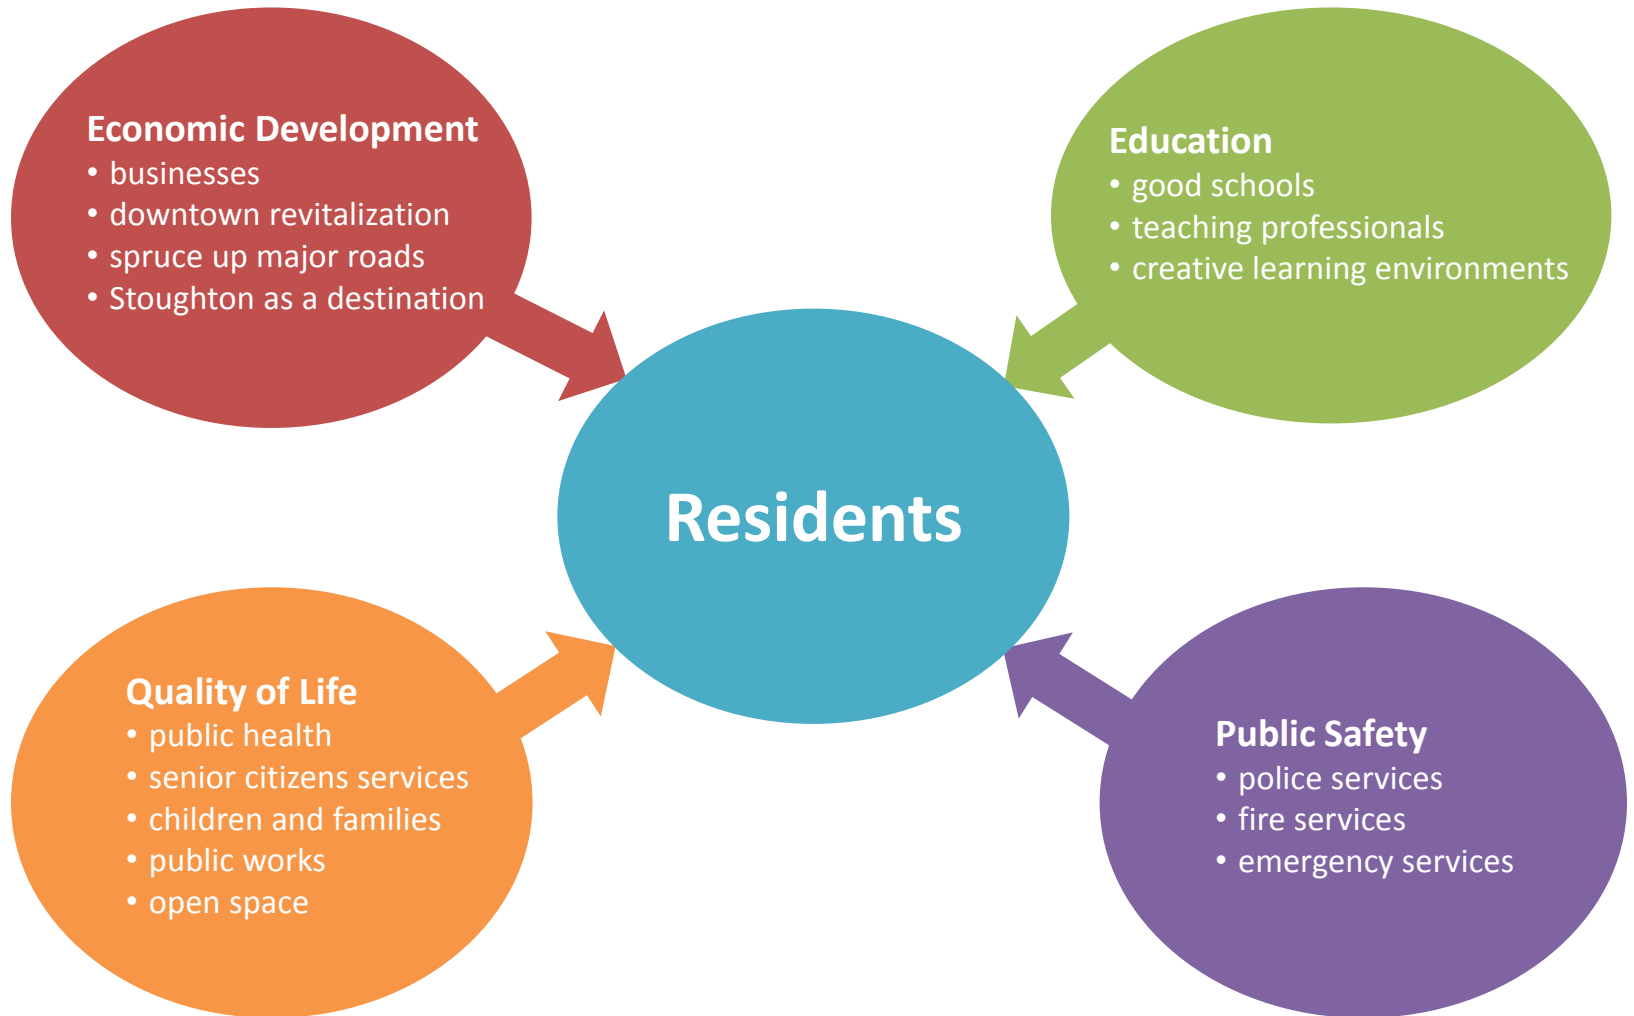 Economic Development
• businesses
• downtown revitalization
• spruce up major roads
• Stoughton as a destination
Education
• good schools
• teaching professionals
• creative learning environments
Residents
Quality of Life
• public health
• senior citizens services
• children and families
• public works
• open space
Public Safety
• police services
• fire services
• emergency services